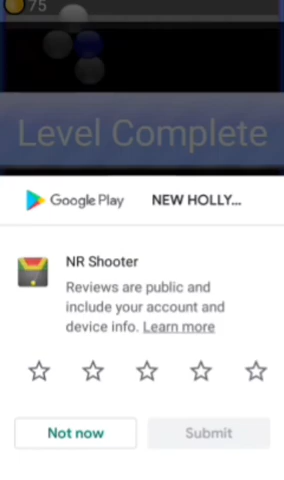 75
Level Complete
Google Play NEW HOLLY...
NR Shooter
Reviews are public and
include your account and
device info. Learn more
Not now Submit